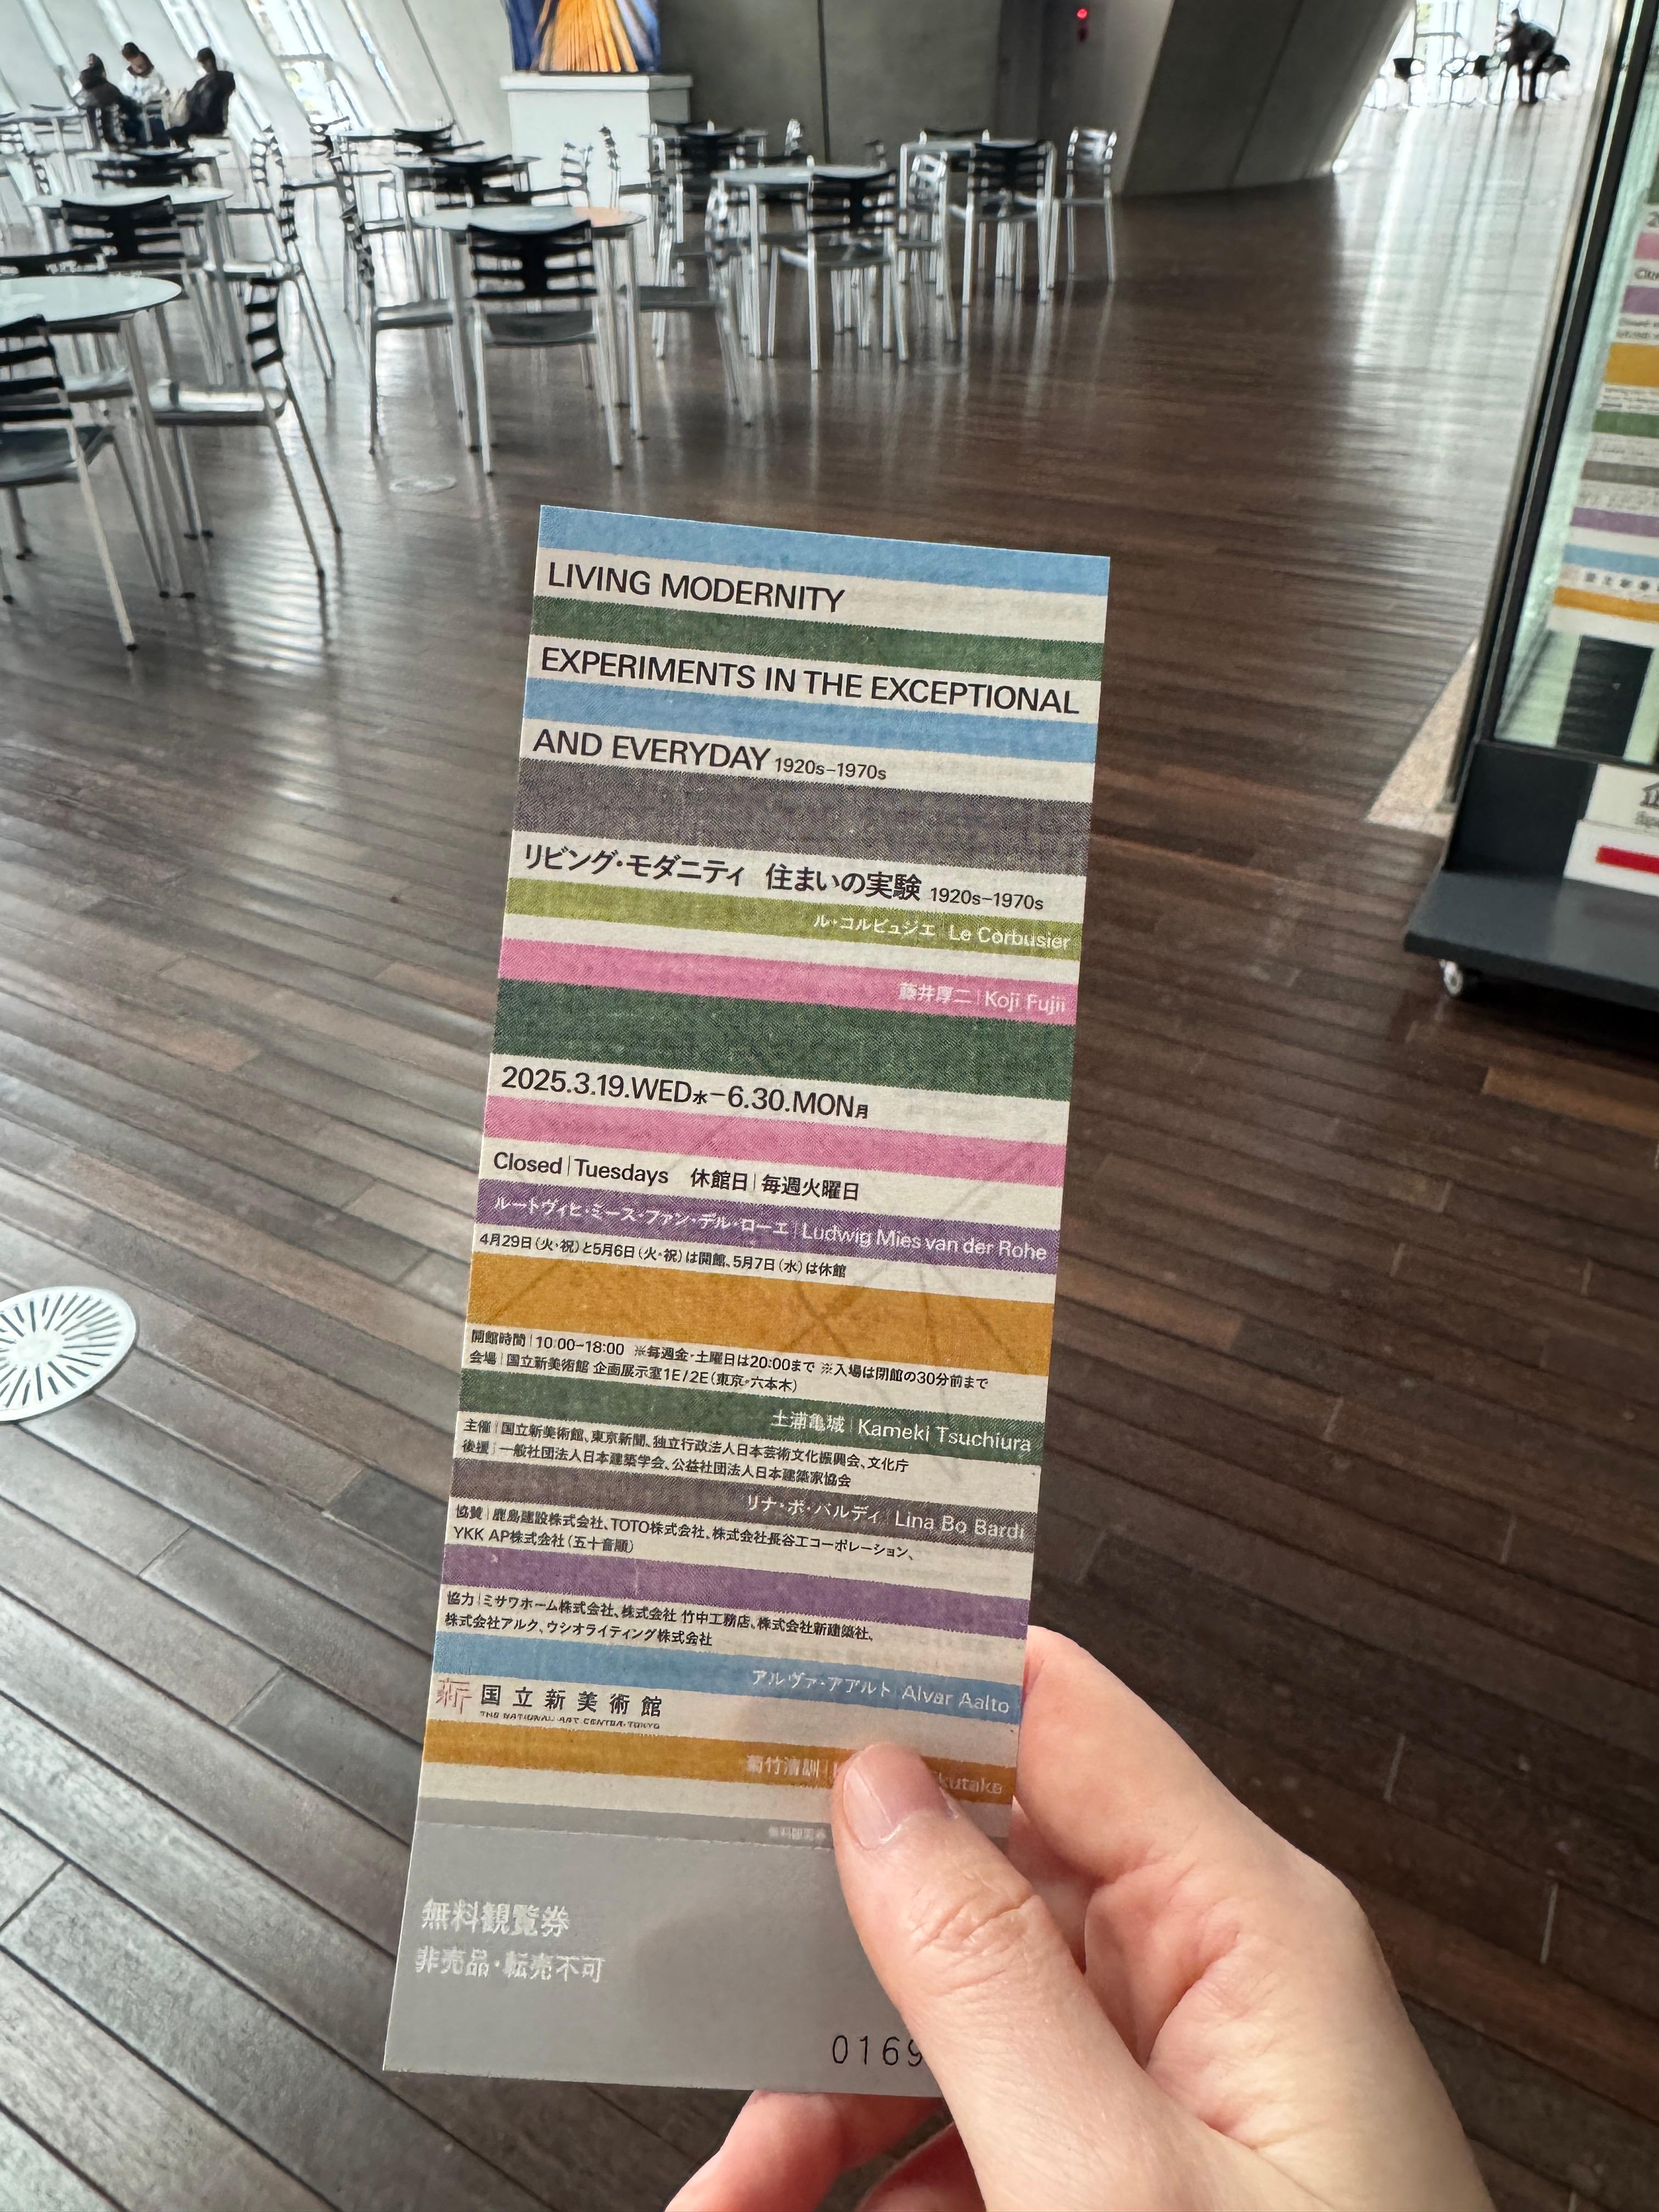 LIVING MODERNITY
EXPERIMENTS IN THE EXCEPTIONAL
AND EVERYDAY 1920s–1970s
リビング・モダニティ 住まいの実験 1920s–1970s
ル・コルビュジエ | Le Corbusier
藤井厚二 | Koji Fujii
2025.3.19.WED水–6.30.MON月
Closed | Tuesdays 休館日 | 毎週火曜日
ルートヴィヒ・ミース・ファン・デル・ローエ | Ludwig Mies van der Rohe
4月29日(火・祝)と5月6日(火・祝)は開館、5月7日(水)は休館
開館時間 | 10:00–18:00 ※毎週金・土曜日は20:00まで ※入場は閉館の30分前まで
会場 | 国立新美術館 企画展示室1E/2E(東京・六本木)
土浦亀城 | Kameki Tsuchiura
主催 | 国立新美術館、東京新聞、独立行政法人日本芸術文化振興会、文化庁
後援 | 一般社団法人日本建築学会、公益社団法人日本建築家協会
リナ・ボ・バルディ | Lina Bo Bardi
協賛 | 鹿島建設株式会社、TOTO株式会社、株式会社長谷工コーポレーション、
YKK AP株式会社(五十音順)
協力 | ミサワホーム株式会社、株式会社 竹中工務店、株式会社新建築社、
株式会社アルク、ウシオライティング株式会社
アルヴァ・アアルト | Alvar Aalto
国立新美術館
THE NATIONAL ART CENTER, TOKYO
菊竹清訓 |
無料観覧券
無料観覧券
非売品・転売不可
0169